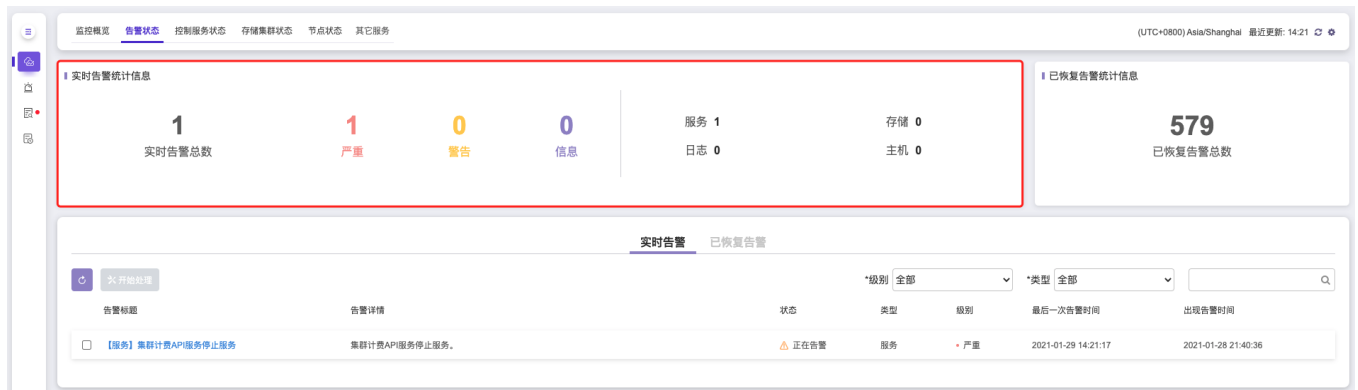 监控概览 告警状态 控制服务状态 存储集群状态 节点状态 其它服务 (UTC+0800) Asia/Shanghai 最近更新: 14:21
实时告警统计信息
1 1 0 0
实时告警总数 严重 警告 信息
服务 1 存储 0
日志 0 主机 0
已恢复告警统计信息
579
已恢复告警总数
实时告警 已恢复告警
开始处理 *级别 全部 *类型 全部
告警标题 告警详情 状态 类型 级别 最后一次告警时间 出现告警时间
【服务】集群计费API服务停止服务 集群计费API服务停止服务。 正在告警 服务 严重 2021-01-29 14:21:17 2021-01-28 21:40:36